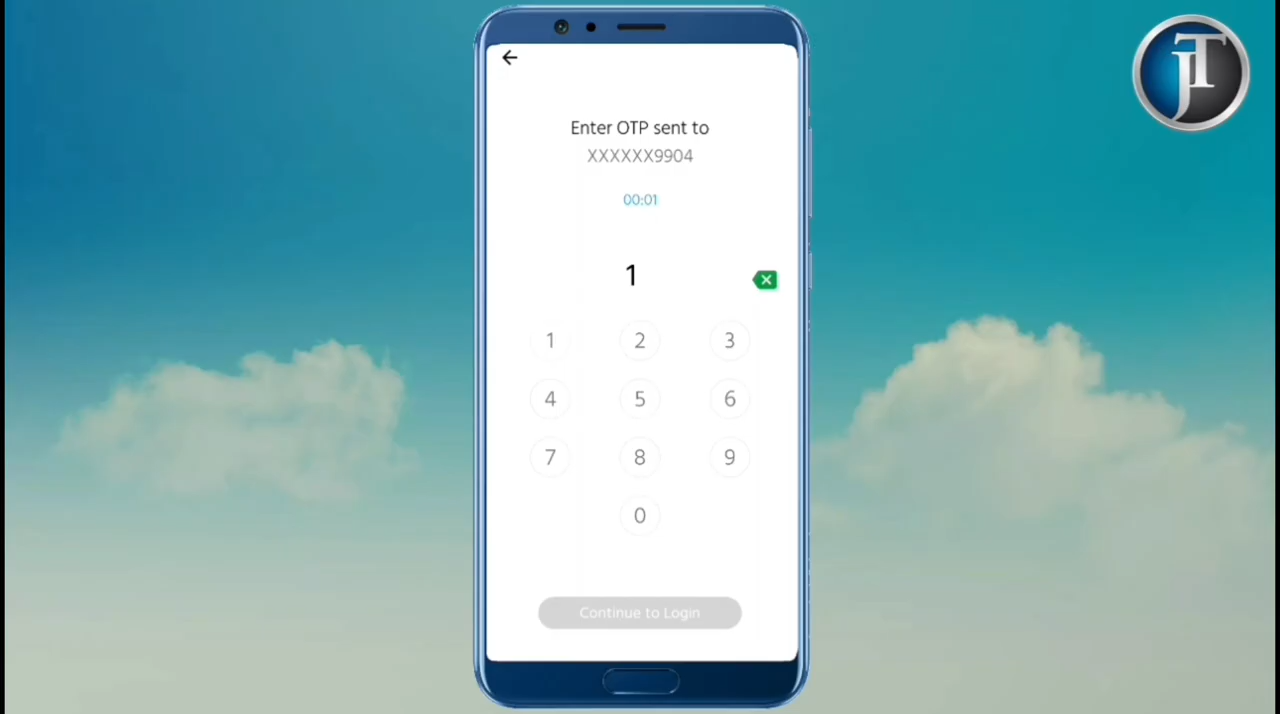 JT
Enter OTP sent to
XXXXXX9904
00:01
1
1 2 3
4 5 6
7 8 9
0
Continue to Login